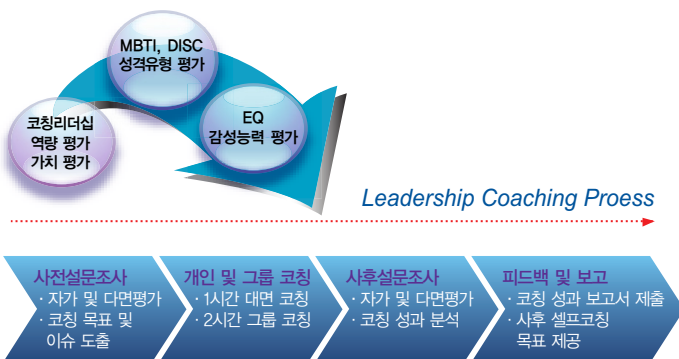 MBTI, DISC
성격유형 평가
코칭리더십
역량 평가
가치 평가
EQ
감성능력 평가
Leadership Coaching Proess
사전설문조사
· 자가 및 다면평가
· 코칭 목표 및
이슈 도출
개인 및 그룹 코칭
· 1시간 대면 코칭
· 2시간 그룹 코칭
사후설문조사
· 자가 및 다면평가
· 코칭 성과 분석
피드백 및 보고
· 코칭 성과 보고서 제출
· 사후 셀프코칭
목표 제공